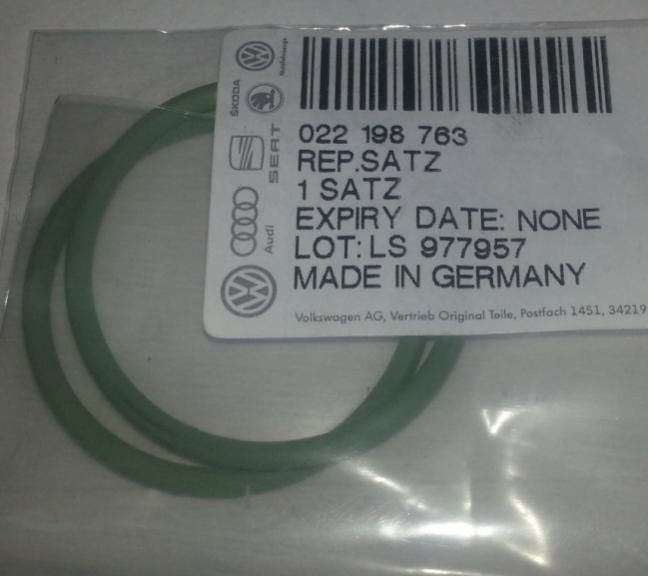 022 198 763
REP.SATZ
1 SATZ
EXPIRY DATE: NONE
LOT: LS 977957
MADE IN GERMANY
Volkswagen AG, Vertrieb Original Teile, Postfach 1451, 34219
ŠKODA
SEAT
Audi